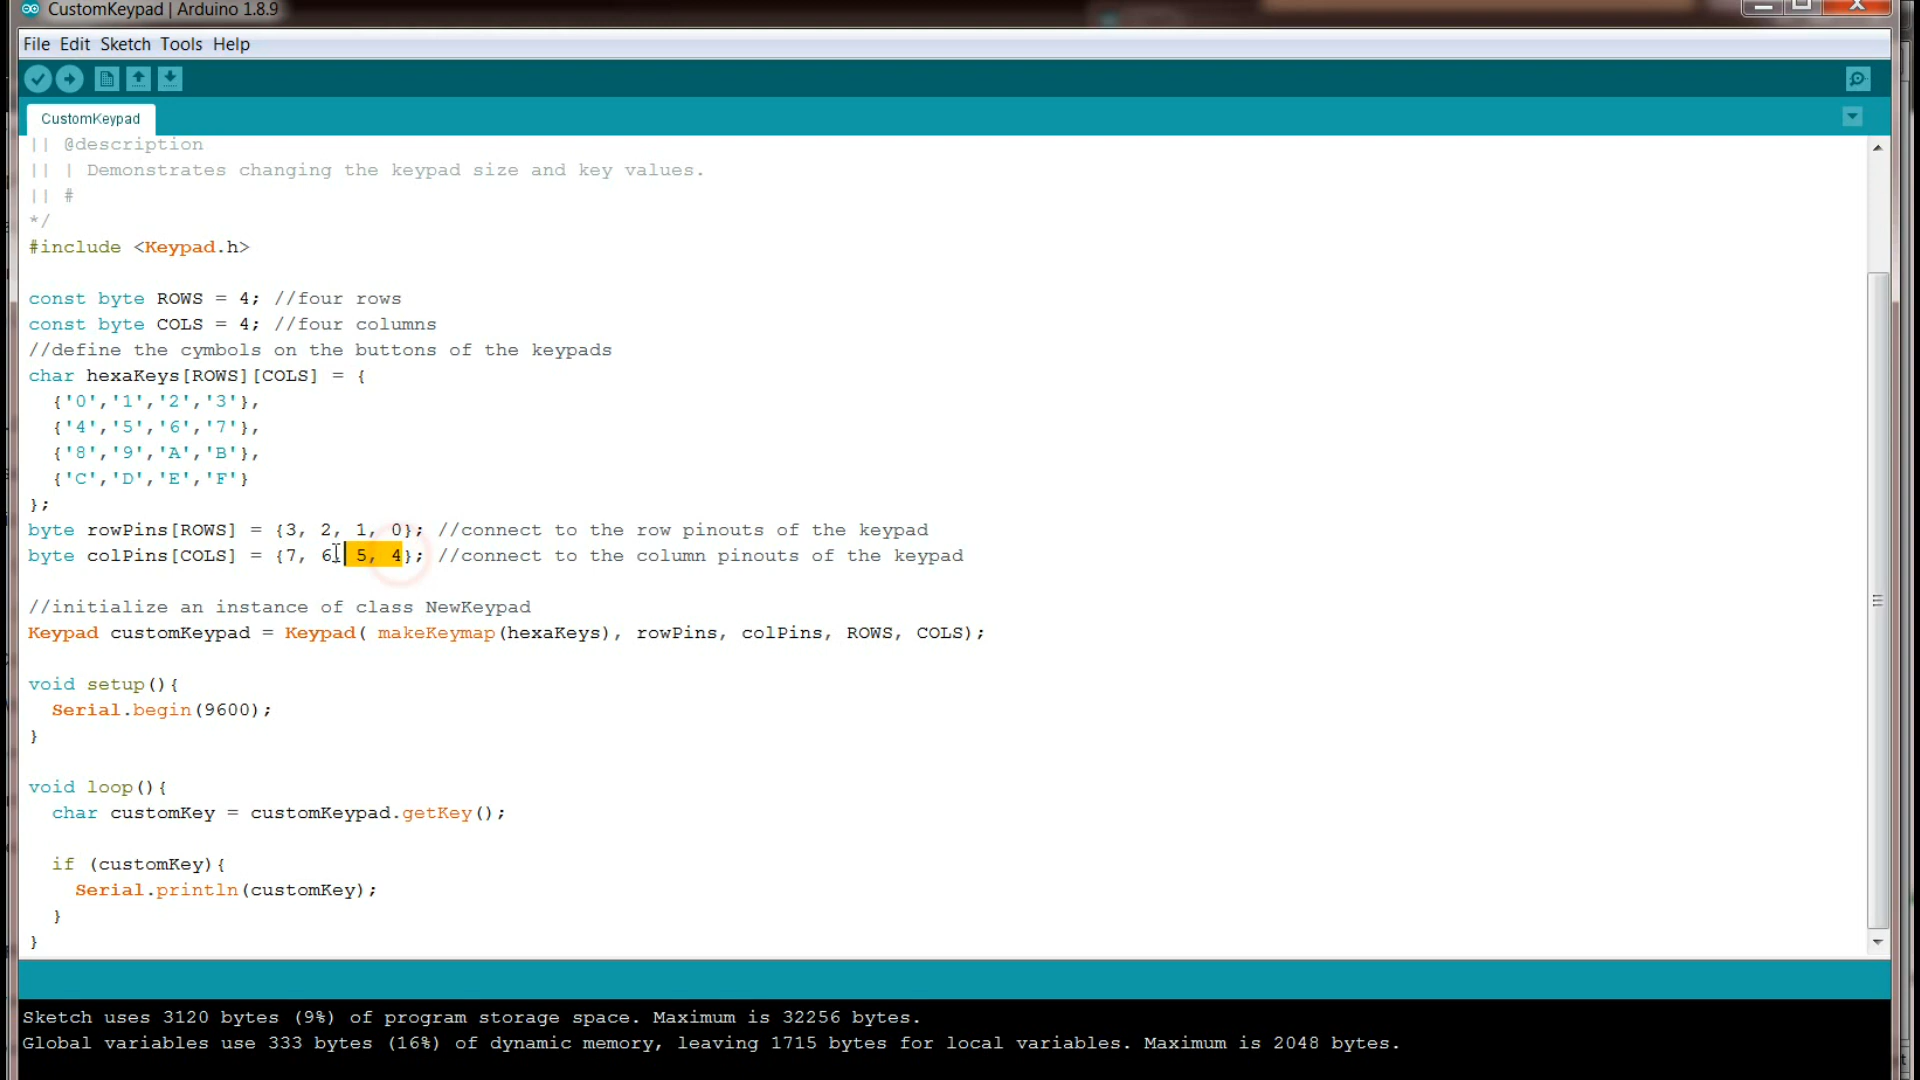 CustomKeypad | Arduino 1.8.9
File Edit Sketch Tools Help
CustomKeypad
|| @description
|| | Demonstrates changing the keypad size and key values.
|| #
*/
#include <Keypad.h>
const byte ROWS = 4; //four rows
const byte COLS = 4; //four columns
//define the cymbols on the buttons of the keypads
char hexaKeys[ROWS][COLS] = {
{'0','1','2','3'},
{'4','5','6','7'},
{'8','9','A','B'},
{'C','D','E','F'}
};
byte rowPins[ROWS] = {3, 2, 1, 0}; //connect to the row pinouts of the keypad
byte colPins[COLS] = {7, 6, 5, 4}; //connect to the column pinouts of the keypad
//initialize an instance of class NewKeypad
Keypad customKeypad = Keypad( makeKeymap(hexaKeys), rowPins, colPins, ROWS, COLS);
void setup(){
Serial.begin(9600);
}
void loop(){
char customKey = customKeypad.getKey();
if (customKey){
Serial.println(customKey);
}
}
Sketch uses 3120 bytes (9%) of program storage space. Maximum is 32256 bytes.
Global variables use 333 bytes (16%) of dynamic memory, leaving 1715 bytes for local variables. Maximum is 2048 bytes.